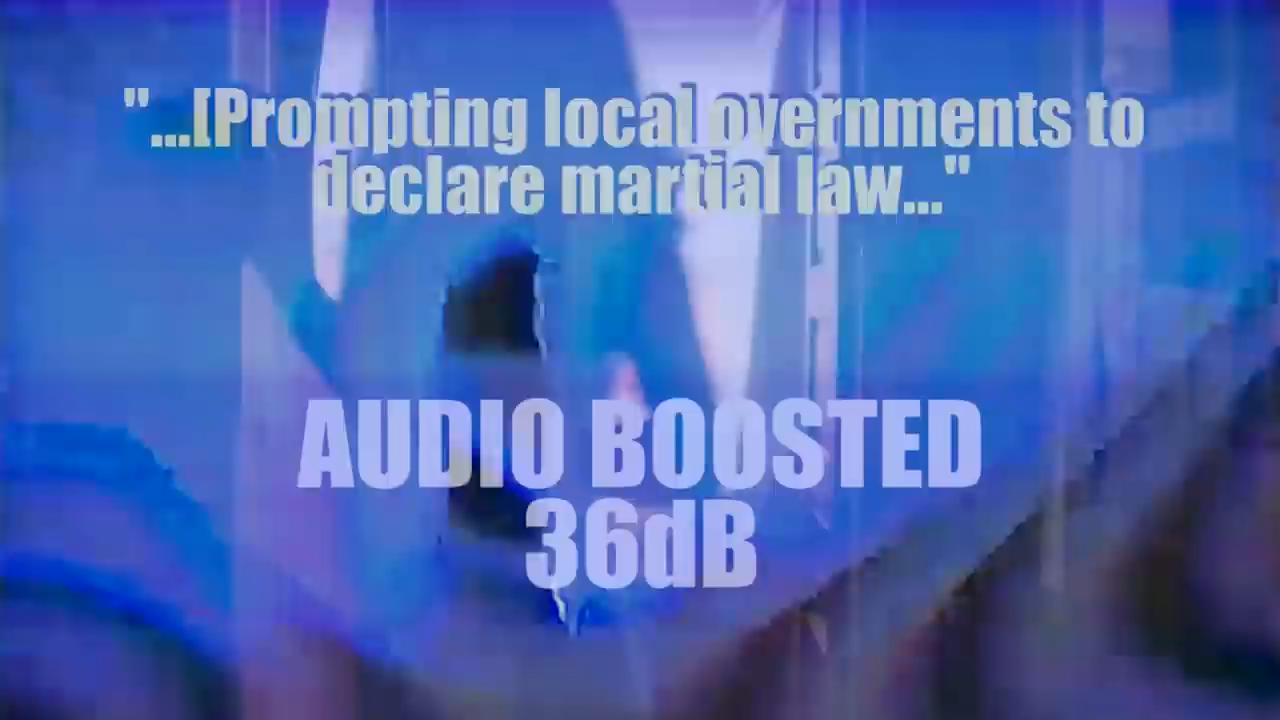 "...[Prompting local overnments to
declare martial law..."
AUDIO BOOSTED
36dB